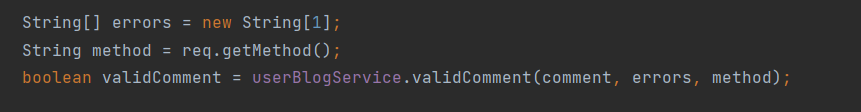 String[] errors = new String[1];
String method = req.getMethod();
boolean validComment = userBlogService.validComment(comment, errors, method);